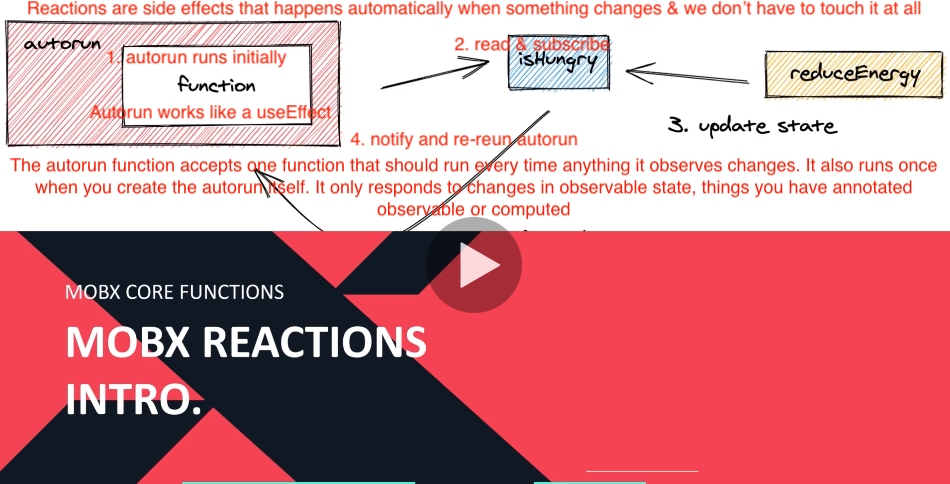 Reactions are side effects that happens automatically when something changes & we don't have to touch it at all
autorun
1. autorun runs initially
2. read & subscribe
isHungry
function
reduceEnergy
Autorun works like a useEffect
3. update state
4. notify and re-reun autorun
The autorun function accepts one function that should run every time anything it observes changes. It also runs once
when you create the autorun itself. It only responds to changes in observable state, things you have annotated
observable or computed
MOBX CORE FUNCTIONS
MOBX REACTIONS
INTRO.